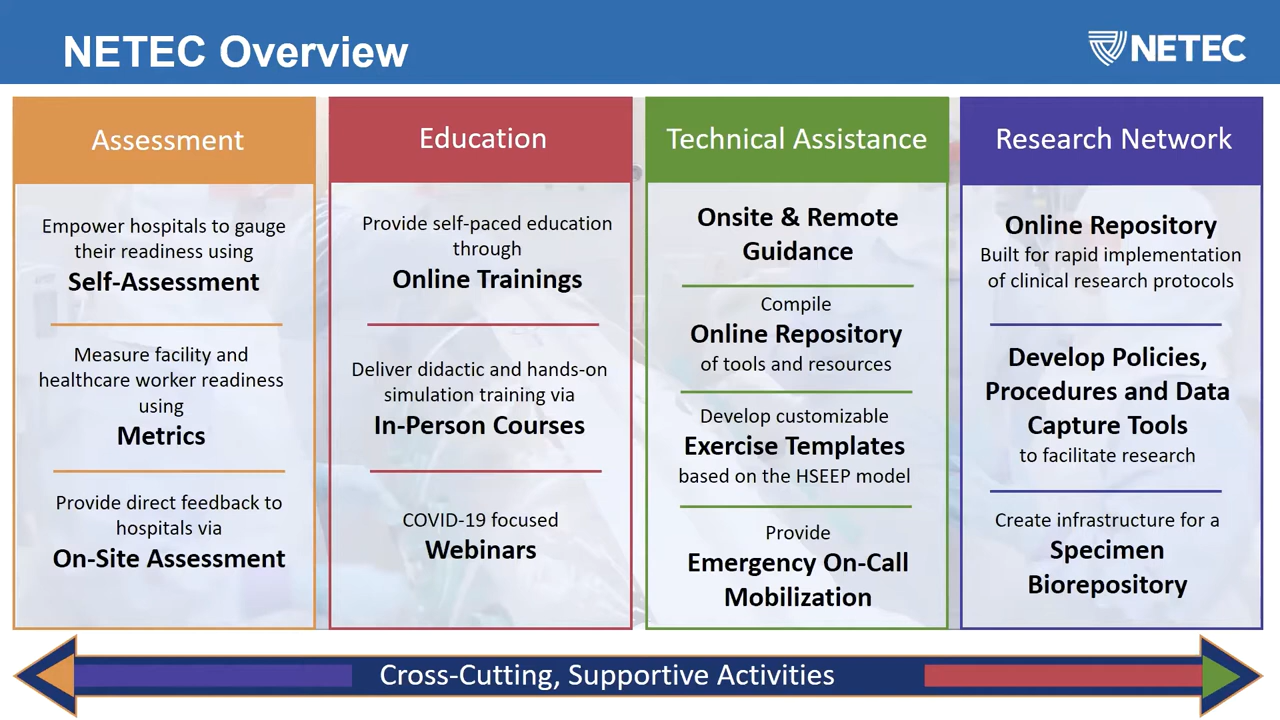 NETEC Overview
NETEC
Assessment
Empower hospitals to gauge
their readiness using
Self-Assessment
Measure facility and
healthcare worker readiness
using
Metrics
Provide direct feedback to
hospitals via
On-Site Assessment
Education
Provide self-paced education
through
Online Trainings
Deliver didactic and hands-on
simulation training via
In-Person Courses
COVID-19 focused
Webinars
Technical Assistance
Onsite & Remote
Guidance
Compile
Online Repository
of tools and resources
Develop customizable
Exercise Templates
based on the HSEEP model
Provide
Emergency On-Call
Mobilization
Research Network
Online Repository
Built for rapid implementation
of clinical research protocols
Develop Policies,
Procedures and Data
Capture Tools
to facilitate research
Create infrastructure for a
Specimen
Biorepository
Cross-Cutting, Supportive Activities